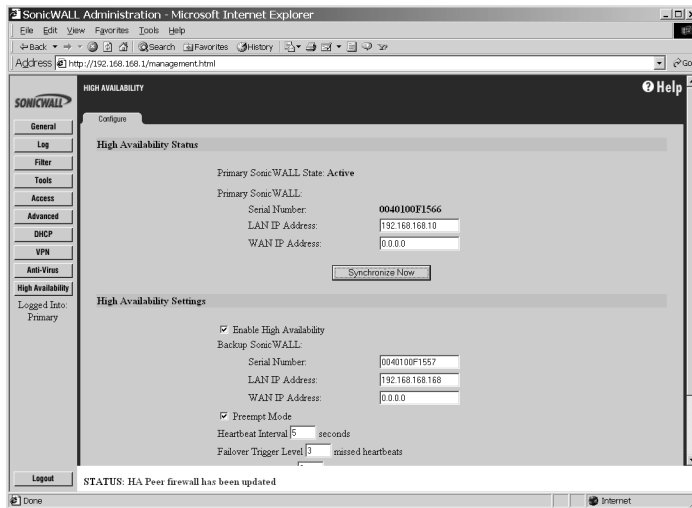 SonicWALL Administration - Microsoft Internet Explorer
File Edit View Favorites Tools Help
Back Search Favorites History
Address http://192.168.168.1/management.html Go
SONICWALL
HIGH AVAILABILITY
Help
Configure
General
Log
Filter
Tools
Access
Advanced
DHCP
VPN
Anti-Virus
High Availability
Logged Into:
Primary
High Availability Status
Primary SonicWALL State: Active
Primary SonicWALL:
Serial Number: 0040100F1566
LAN IP Address: 192.168.168.10
WAN IP Address: 0.0.0.0
Synchronize Now
High Availability Settings
Enable High Availability
Backup SonicWALL:
Serial Number: 0040100F1557
LAN IP Address: 192.168.168.168
WAN IP Address: 0.0.0.0
Preempt Mode
Heartbeat Interval 5 seconds
Failover Trigger Level 3 missed heartbeats
Logout
STATUS: HA Peer firewall has been updated
Done
Internet